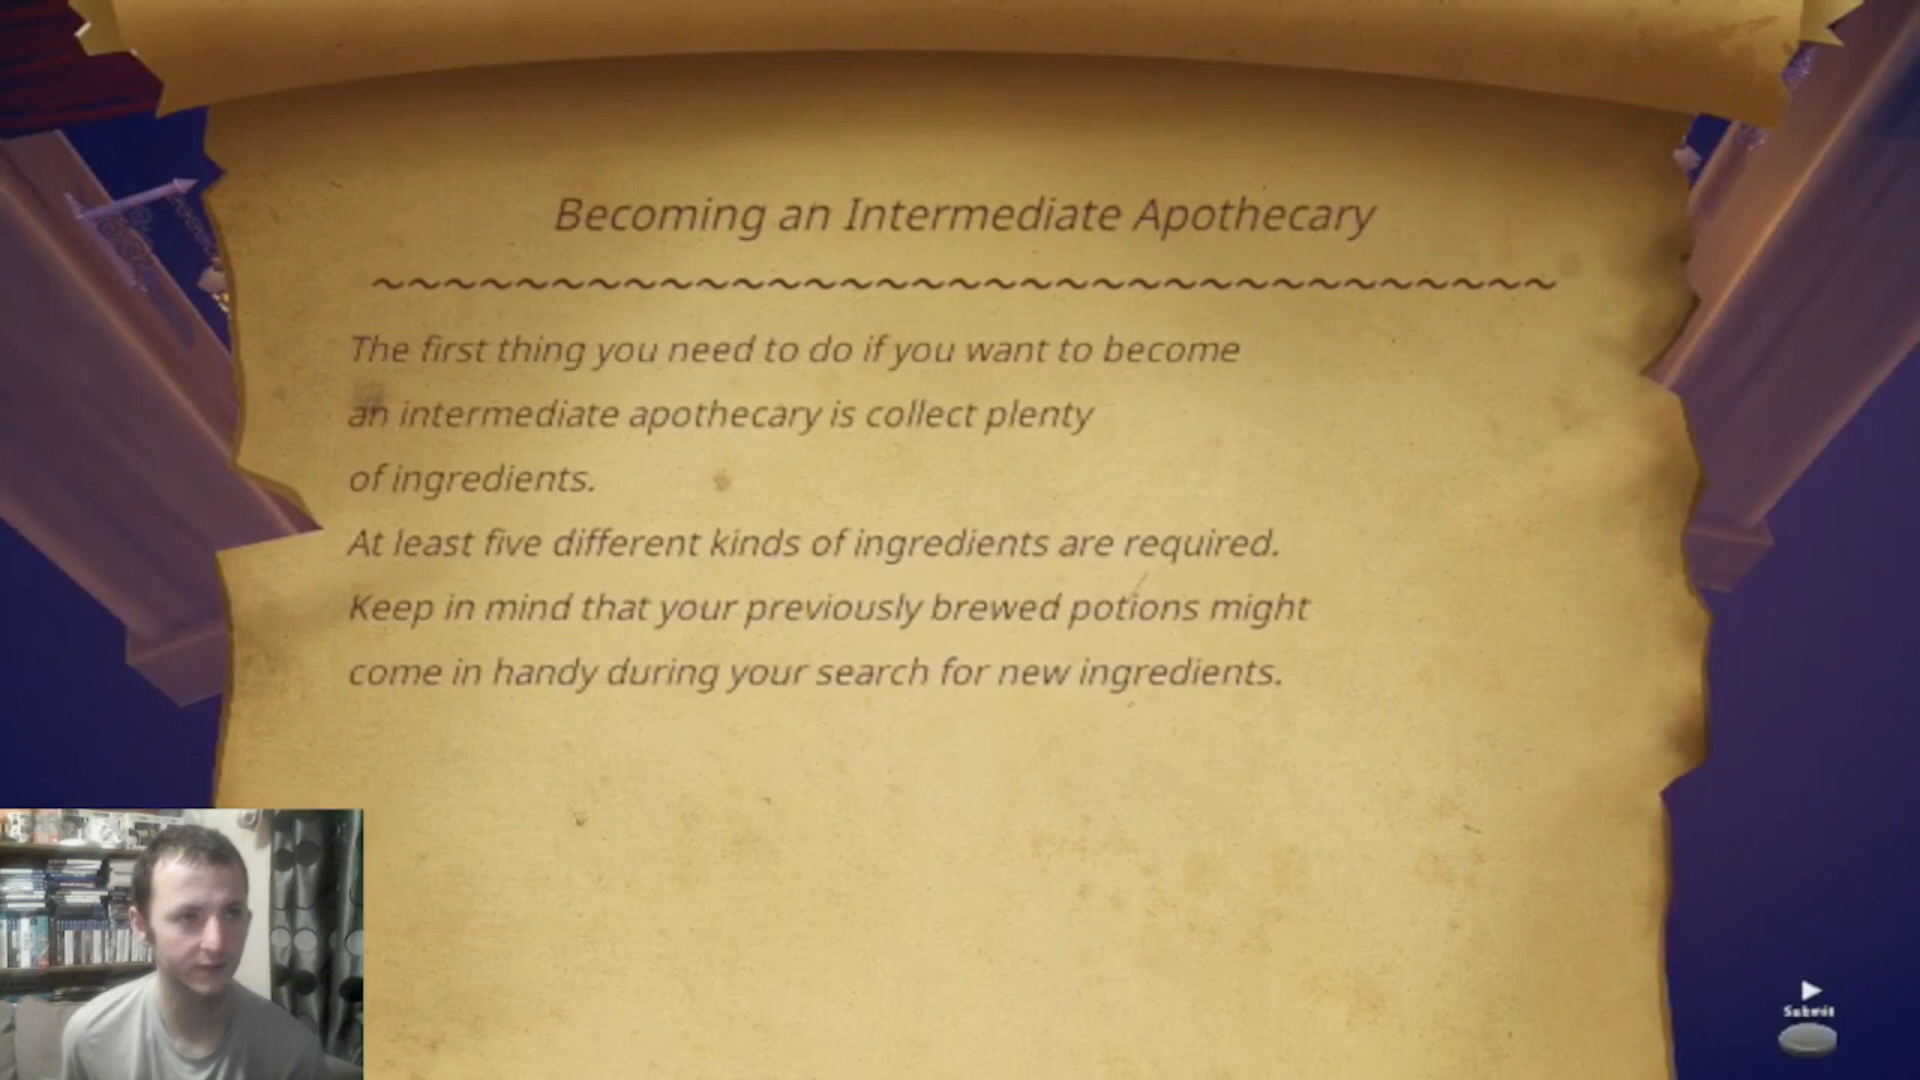 Becoming an Intermediate Apothecary
~~~~~~~~~~~~~~~~~~~~~~~~~~~~~~~~~
The first thing you need to do if you want to become
an intermediate apothecary is collect plenty
of ingredients.
At least five different kinds of ingredients are required.
Keep in mind that your previously brewed potions might
come in handy during your search for new ingredients.
Submit